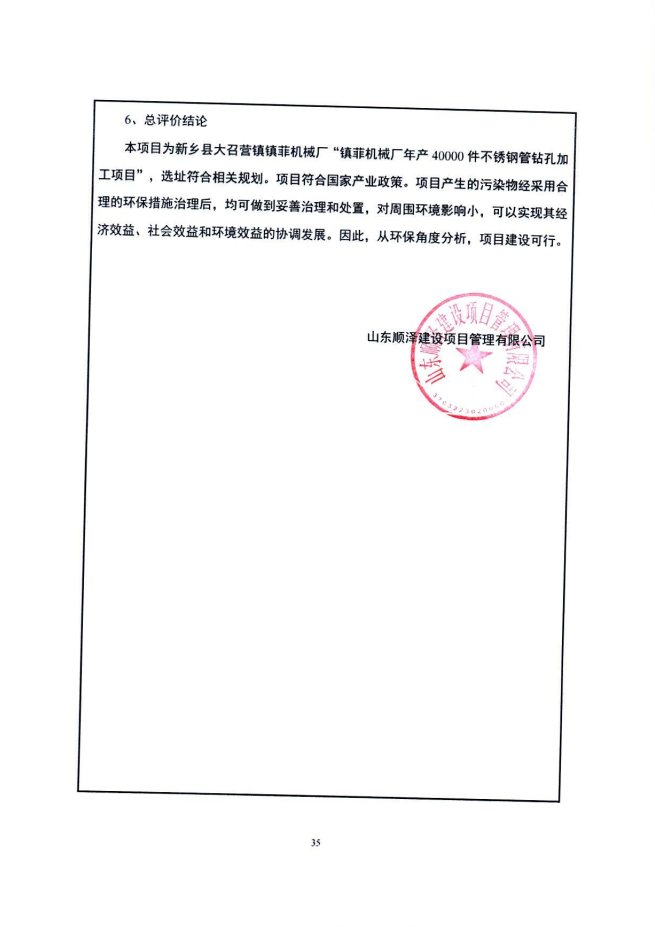 6、总评价结论
本项目为新乡县大召营镇镇菲机械厂“镇菲机械厂年产 40000 件不锈钢管钻孔加
工项目”，选址符合相关规划。项目符合国家产业政策。项目产生的污染物经采用合
理的环保措施治理后，均可做到妥善治理和处置，对周围环境影响小，可以实现其经
济效益、社会效益和环境效益的协调发展。因此，从环保角度分析，项目建设可行。
山东顺泽建设项目管理有限公司
山东顺泽建设项目管理有限公司
35